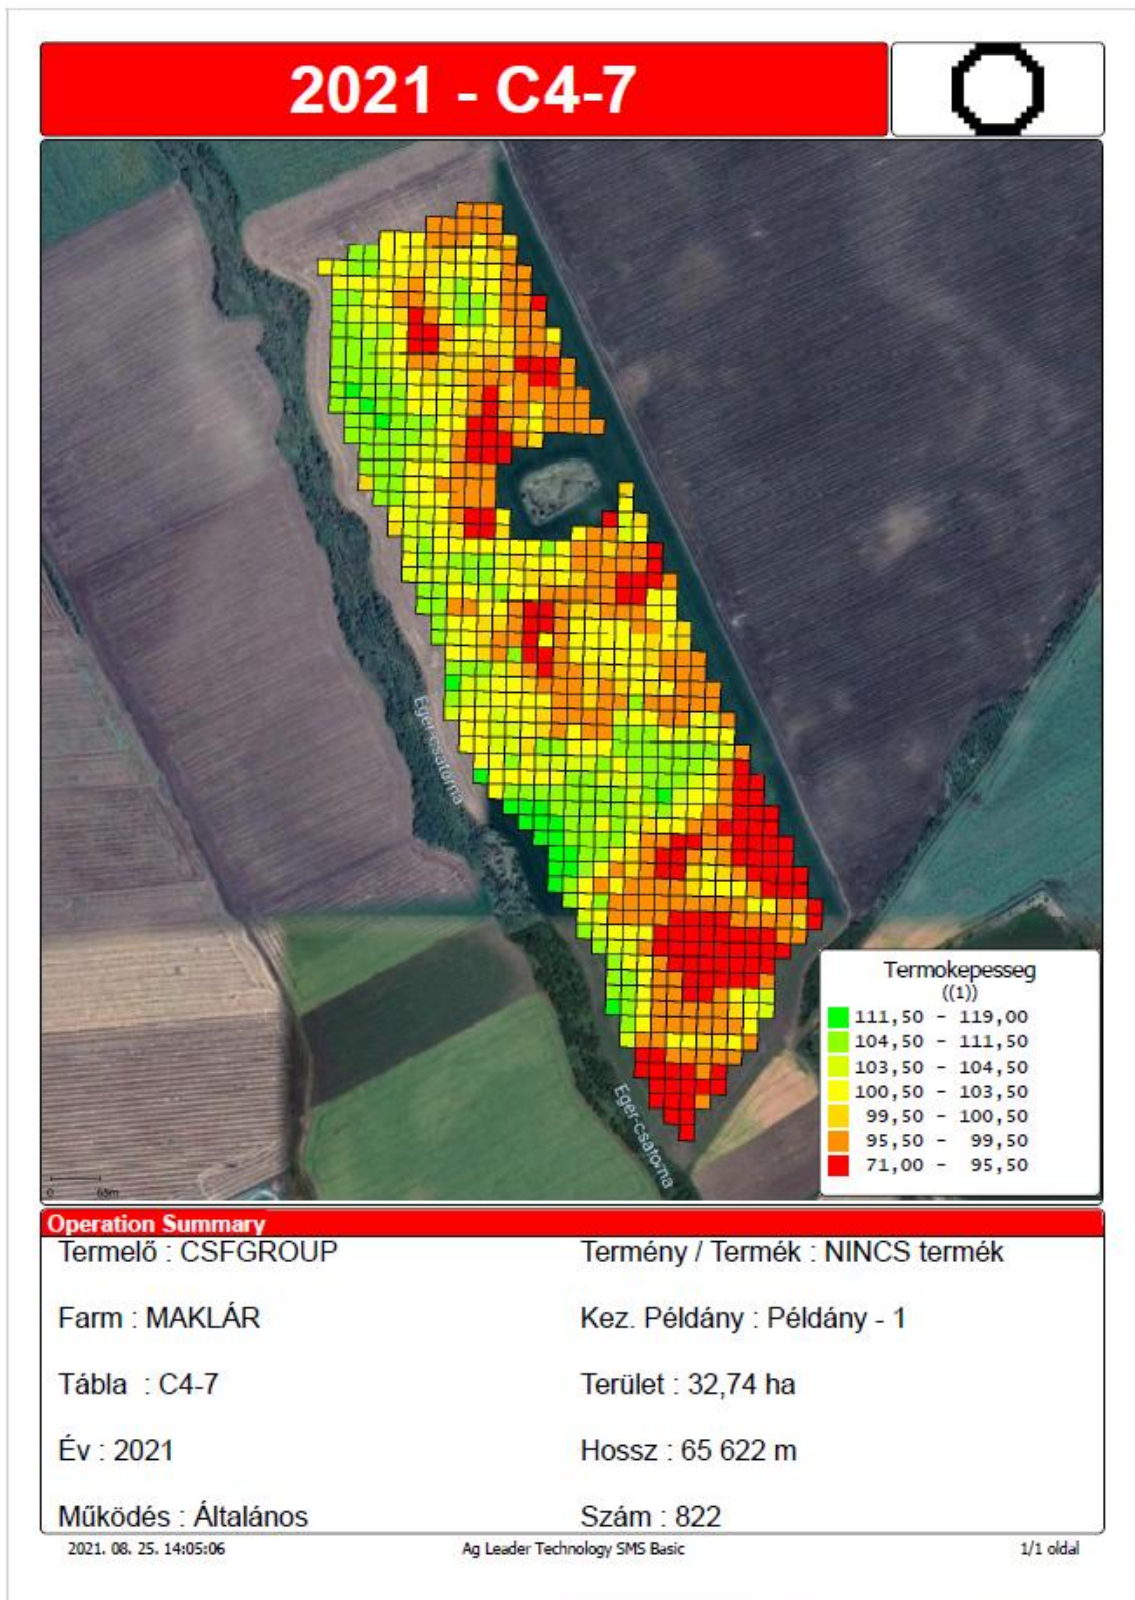 2021 - C4-7
Eger-csatorna
Eger-csatorna
0 68m
Termokepesseg
((1))
111,50 - 119,00
104,50 - 111,50
103,50 - 104,50
100,50 - 103,50
99,50 - 100,50
95,50 - 99,50
71,00 - 95,50
Operation Summary
Termelő : CSFGROUP
Termény / Termék : NINCS termék
Farm : MAKLÁR
Kez. Példány : Példány - 1
Tábla : C4-7
Terület : 32,74 ha
Év : 2021
Hossz : 65 622 m
Működés : Általános
Szám : 822
2021. 08. 25. 14:05:06 Ag Leader Technology SMS Basic 1/1 oldal